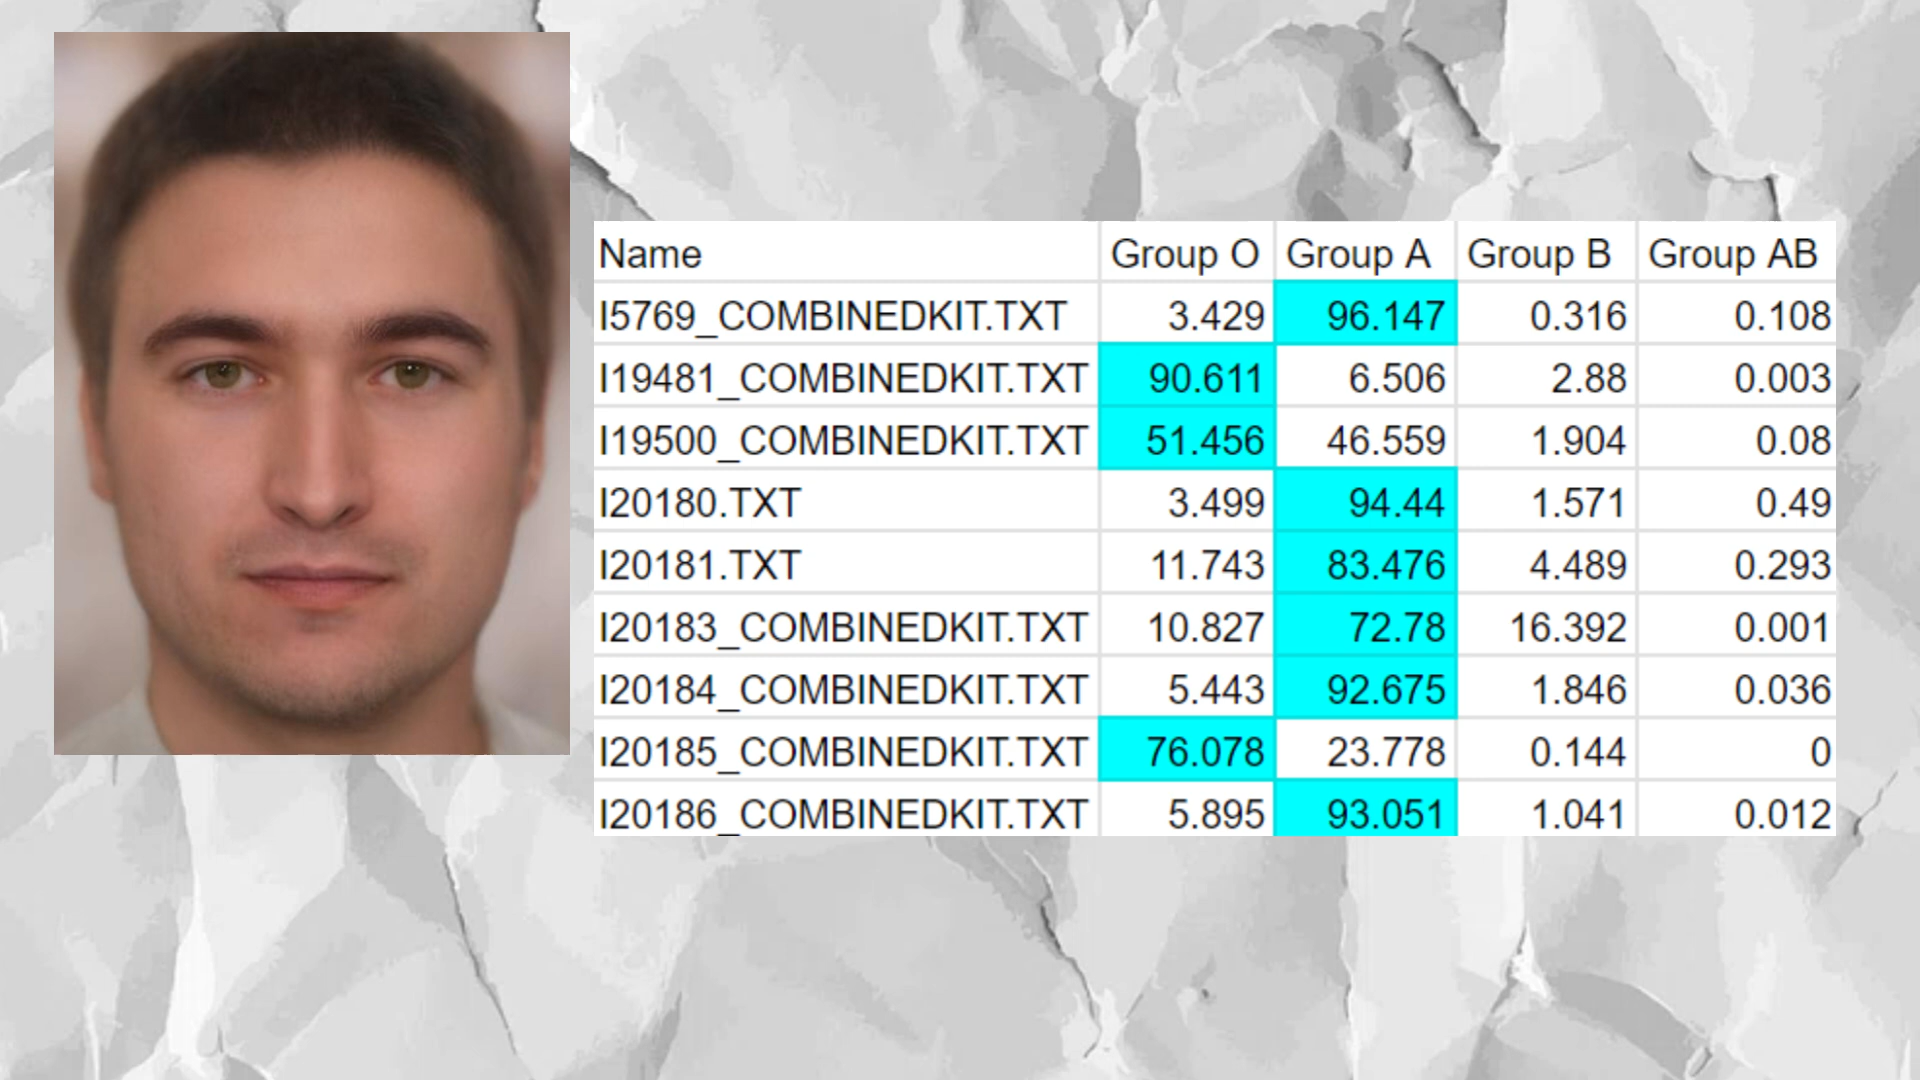 Name Group O Group A Group B Group AB
I5769_COMBINEDKIT.TXT 3.429 96.147 0.316 0.108
I19481_COMBINEDKIT.TXT 90.611 6.506 2.88 0.003
I19500_COMBINEDKIT.TXT 51.456 46.559 1.904 0.08
I20180.TXT 3.499 94.44 1.571 0.49
I20181.TXT 11.743 83.476 4.489 0.293
I20183_COMBINEDKIT.TXT 10.827 72.78 16.392 0.001
I20184_COMBINEDKIT.TXT 5.443 92.675 1.846 0.036
I20185_COMBINEDKIT.TXT 76.078 23.778 0.144 0
I20186_COMBINEDKIT.TXT 5.895 93.051 1.041 0.012